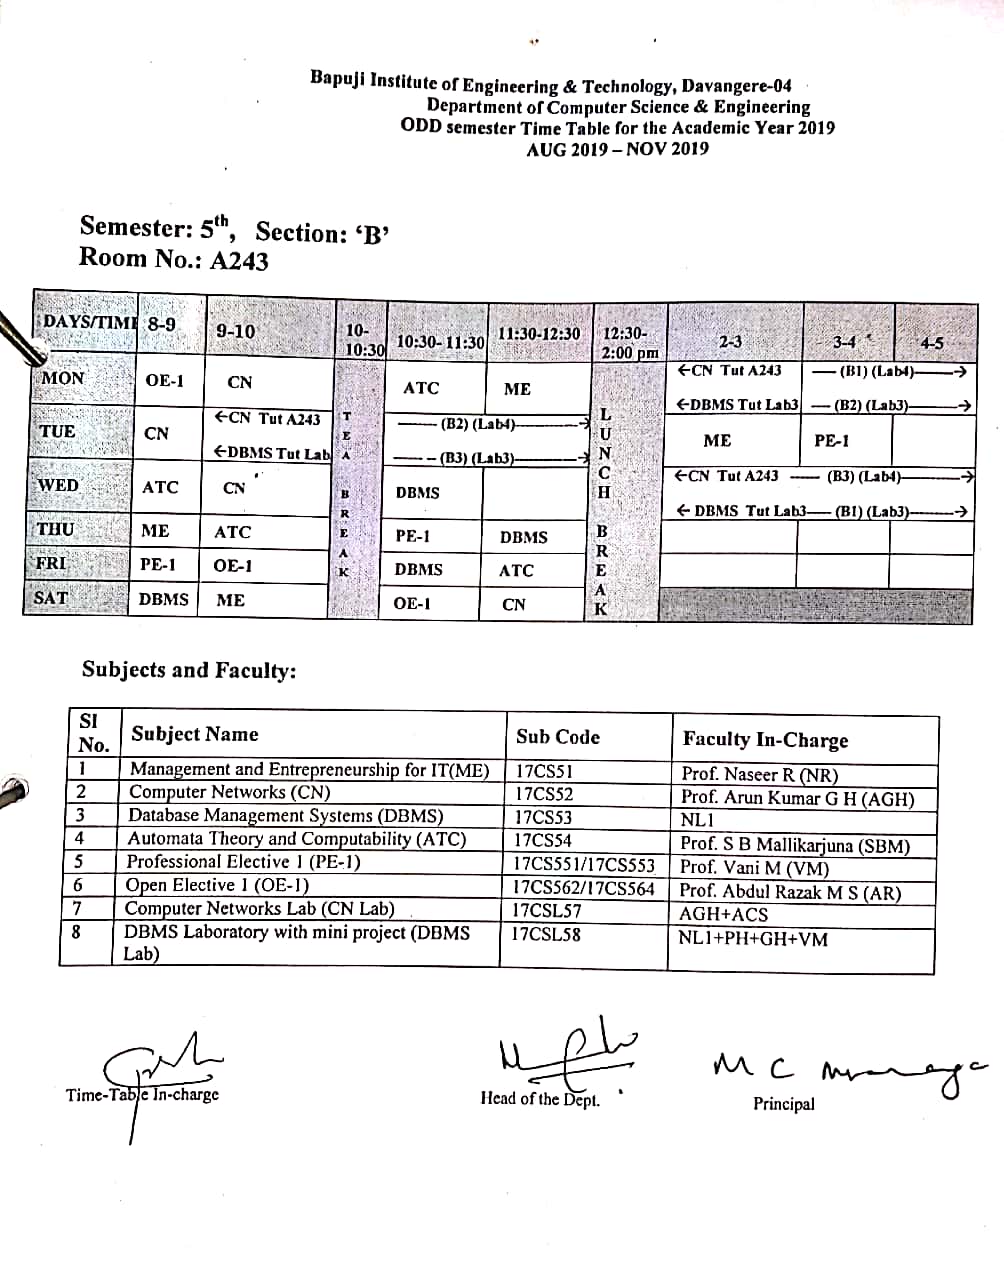 Bapuji Institute of Engineering & Technology, Davangere-04
Department of Computer Science & Engineering
ODD semester Time Table for the Academic Year 2019
AUG 2019 – NOV 2019
Semester: 5th, Section: ‘B’
Room No.: A243
DAYS/TIME 8-9 9-10 10-10:30 10:30-11:30 11:30-12:30 12:30-2:00 pm 2-3 3-4 4-5
MON OE-1 CN ATC ME ←CN Tut A243 —— (B1) (Lab4)——→
←DBMS Tut Lab3 — (B2) (Lab3)——→
TUE CN ←CN Tut A243 —— (B2) (Lab4)——→ ME PE-1
←DBMS Tut Lab —— – (B3) (Lab3)——→
WED ATC CN DBMS ←CN Tut A243 —— (B3) (Lab4)——→
← DBMS Tut Lab3—— (B1) (Lab3)——→
THU ME ATC PE-1 DBMS
FRI PE-1 OE-1 DBMS ATC
SAT DBMS ME OE-1 CN
TEA BREAK
LUNCH BREAK
Subjects and Faculty:
SI No. Subject Name Sub Code Faculty In-Charge
1 Management and Entrepreneurship for IT(ME) 17CS51 Prof. Naseer R (NR)
2 Computer Networks (CN) 17CS52 Prof. Arun Kumar G H (AGH)
3 Database Management Systems (DBMS) 17CS53 NL1
4 Automata Theory and Computability (ATC) 17CS54 Prof. S B Mallikarjuna (SBM)
5 Professional Elective 1 (PE-1) 17CS551/17CS553 Prof. Vani M (VM)
6 Open Elective 1 (OE-1) 17CS562/17CS564 Prof. Abdul Razak M S (AR)
7 Computer Networks Lab (CN Lab) 17CSL57 AGH+ACS
8 DBMS Laboratory with mini project (DBMS 17CSL58 NL1+PH+GH+VM
Lab)
M C
Time-Table In-charge Head of the Dept. Principal